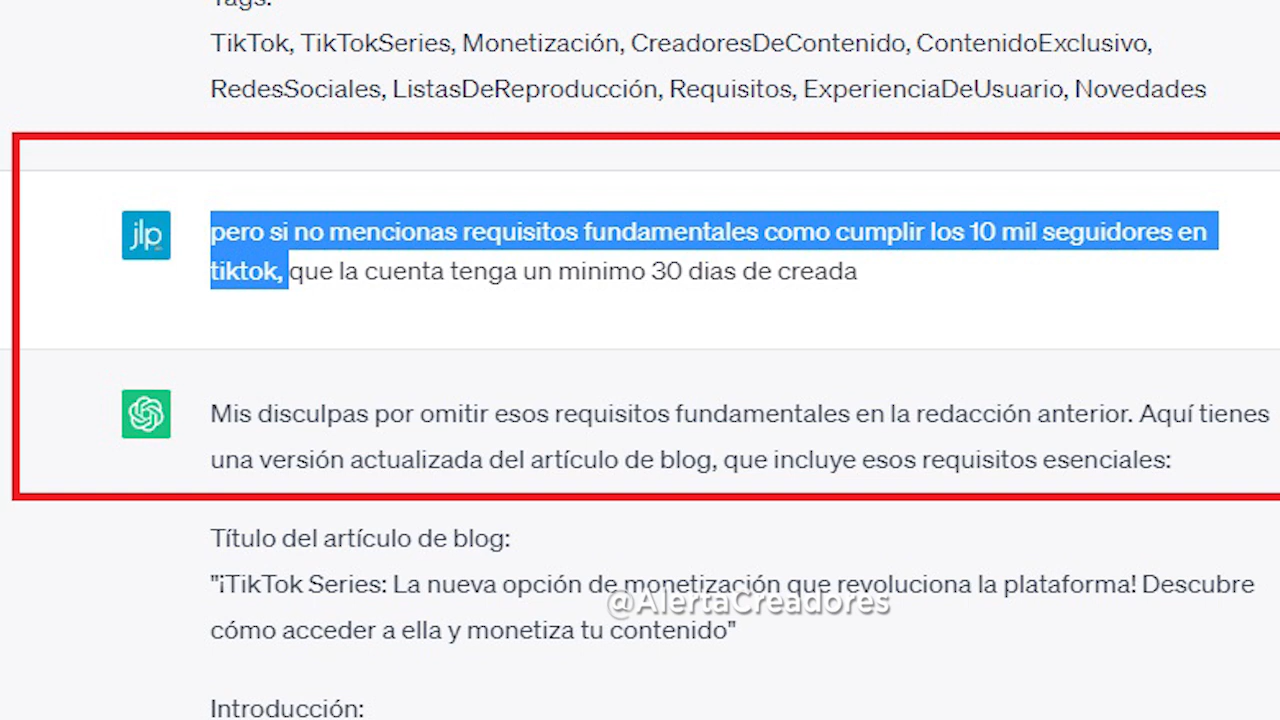 Tags:
TikTok, TikTokSeries, Monetización, CreadoresDeContenido, ContenidoExclusivo,
RedesSociales, ListasDeReproducción, Requisitos, ExperienciaDeUsuario, Novedades
jlp
pero si no mencionas requisitos fundamentales como cumplir los 10 mil seguidores en
tiktok, que la cuenta tenga un minimo 30 dias de creada
Mis disculpas por omitir esos requisitos fundamentales en la redacción anterior. Aquí tienes
una versión actualizada del artículo de blog, que incluye esos requisitos esenciales:
Título del artículo de blog:
"¡TikTok Series: La nueva opción de monetización que revoluciona la plataforma! Descubre
@AlertaCreadores
cómo acceder a ella y monetiza tu contenido"
Introducción: